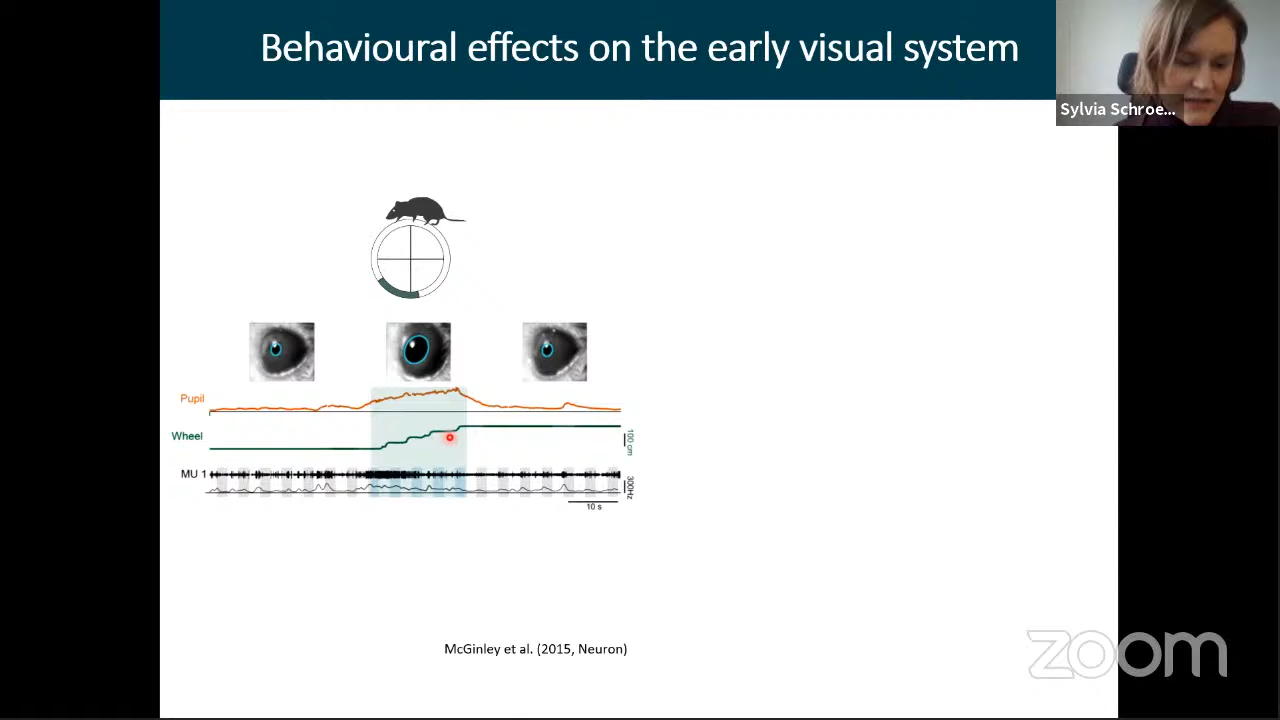 Behavioural effects on the early visual system
Sylvia Schroe...
Pupil
Wheel
100 cm
MU 1
300Hz
10 s
McGinley et al. (2015, Neuron)
zoom